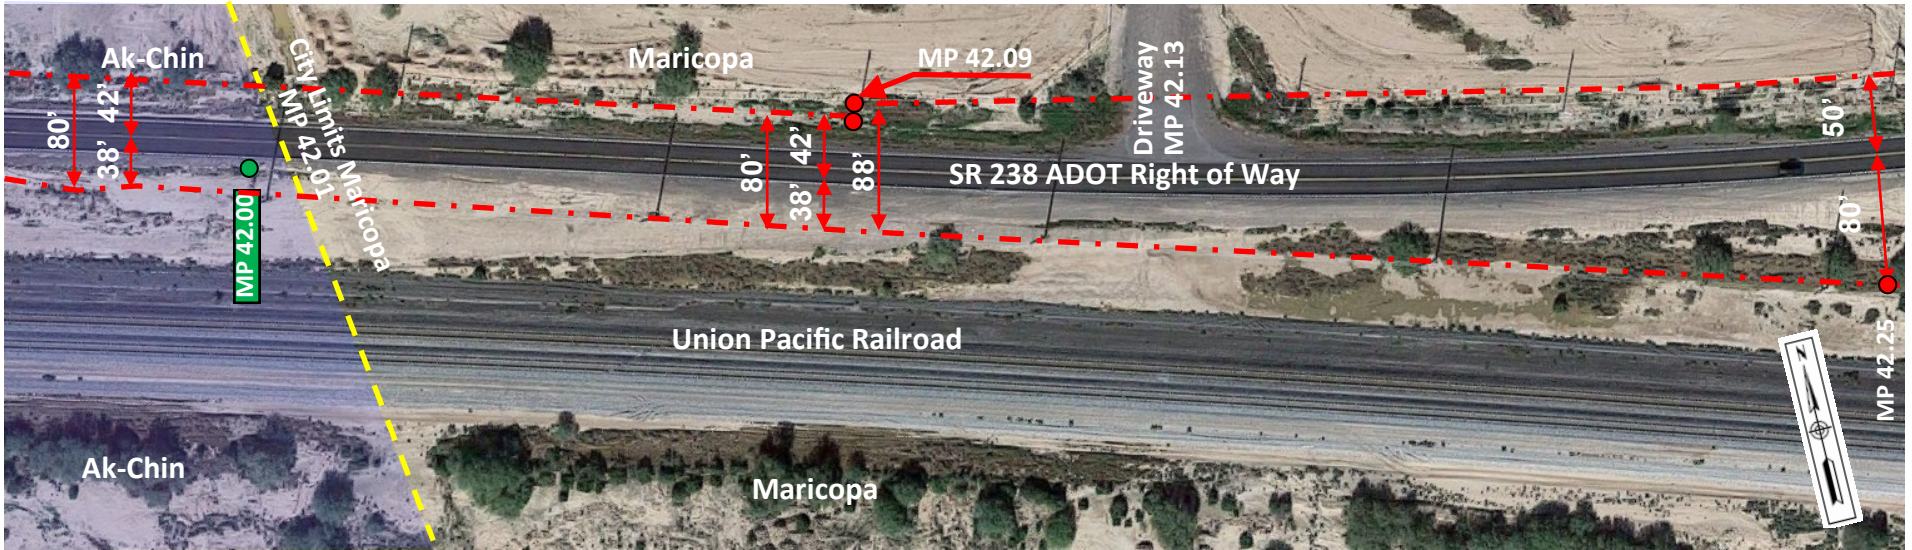 Ak-Chin
Maricopa
MP 42.09
City Limits Maricopa
MP 42.01
Driveway
MP 42.13
80'
42'
38'
80'
42'
38'
88'
50'
80'
SR 238 ADOT Right of Way
MP 42.00
Union Pacific Railroad
MP 42.25
N
Ak-Chin
Maricopa